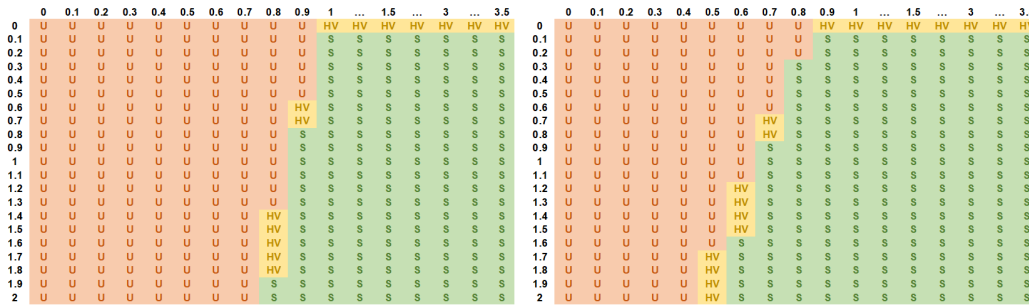 0 0.1 0.2 0.3 0.4 0.5 0.6 0.7 0.8 0.9 1 ... 1.5 ... 3 ... 3.5
0 U U U U U U U U U U HV HV HV HV HV HV HV
0.1 U U U U U U U U U U S S S S S S S
0.2 U U U U U U U U U U S S S S S S S
0.3 U U U U U U U U U U S S S S S S S
0.4 U U U U U U U U U U S S S S S S S
0.5 U U U U U U U U U U S S S S S S S
0.6 U U U U U U U U U HV S S S S S S S
0.7 U U U U U U U U U HV S S S S S S S
0.8 U U U U U U U U U S S S S S S S S
0.9 U U U U U U U U U S S S S S S S S
1 U U U U U U U U U S S S S S S S S
1.1 U U U U U U U U U S S S S S S S S
1.2 U U U U U U U U U S S S S S S S S
1.3 U U U U U U U U U S S S S S S S S
1.4 U U U U U U U U HV S S S S S S S S
1.5 U U U U U U U U HV S S S S S S S S
1.6 U U U U U U U U HV S S S S S S S S
1.7 U U U U U U U U HV S S S S S S S S
1.8 U U U U U U U U HV S S S S S S S S
1.9 U U U U U U U U S S S S S S S S S
2 U U U U U U U U S S S S S S S S S
0 0.1 0.2 0.3 0.4 0.5 0.6 0.7 0.8 0.9 1 ... 1.5 ... 3 ...
0 U U U U U U U U U HV HV HV HV HV HV HV HV
0.1 U U U U U U U U U S S S S S S S S
0.2 U U U U U U U U U S S S S S S S S
0.3 U U U U U U U U S S S S S S S S S
0.4 U U U U U U U U S S S S S S S S S
0.5 U U U U U U U U S S S S S S S S S
0.6 U U U U U U U U S S S S S S S S S
0.7 U U U U U U U HV S S S S S S S S S
0.8 U U U U U U U HV S S S S S S S S S
0.9 U U U U U U U S S S S S S S S S S
1 U U U U U U U S S S S S S S S S S
1.1 U U U U U U U S S S S S S S S S S
1.2 U U U U U U HV S S S S S S S S S S
1.3 U U U U U U HV S S S S S S S S S S
1.4 U U U U U U HV S S S S S S S S S S
1.5 U U U U U U HV S S S S S S S S S S
1.6 U U U U U U S S S S S S S S S S S
1.7 U U U U U HV S S S S S S S S S S S
1.8 U U U U U HV S S S S S S S S S S S
1.9 U U U U U HV S S S S S S S S S S S
2 U U U U U HV S S S S S S S S S S S